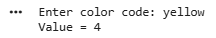 ••• Enter color code: yellow
Value = 4